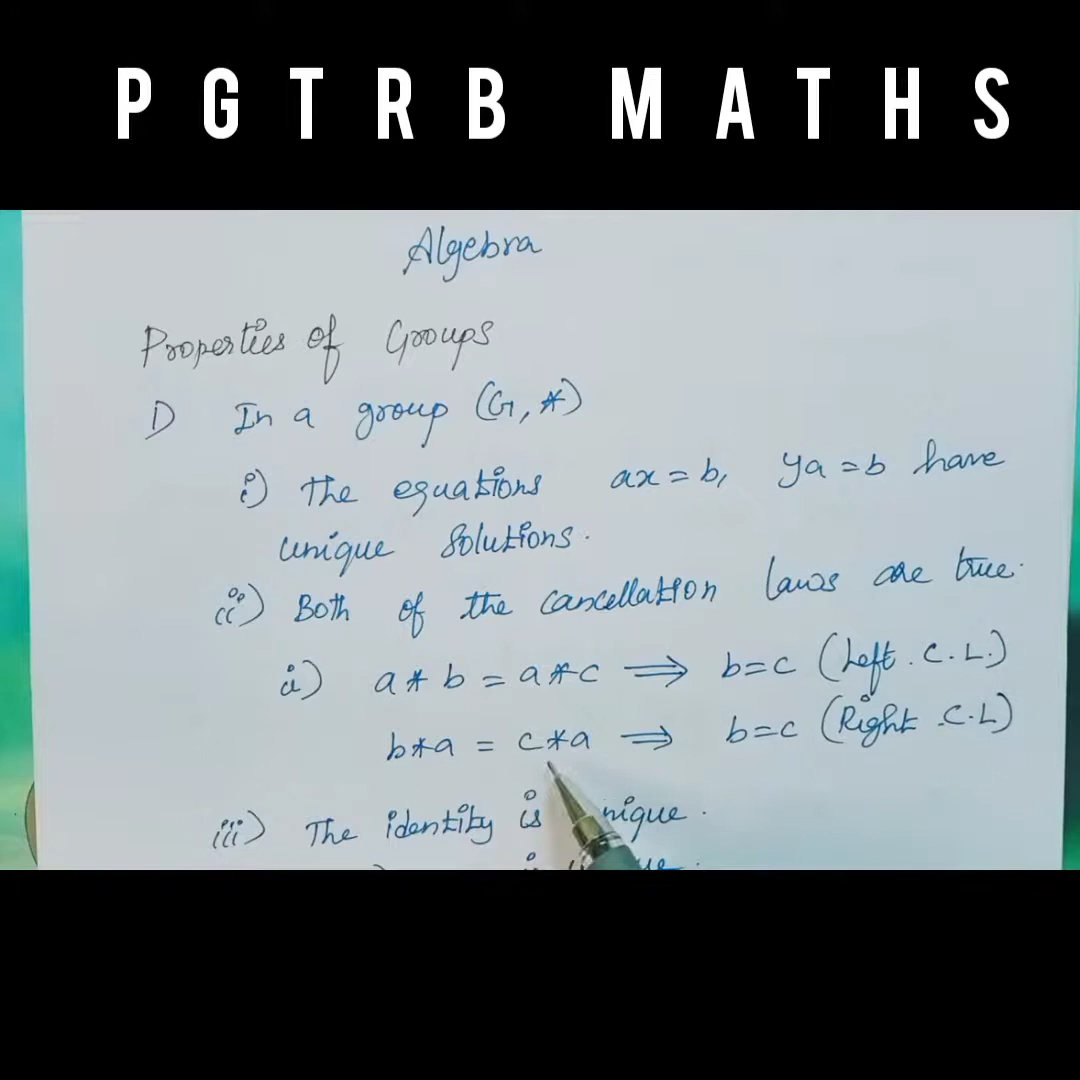 PGTRB MATHS
Algebra
Properties of Groups
1) In a group (G, *)
i) The equations ax = b, ya = b have
unique solutions.
ii) Both of the cancellation laws are true.
i) a * b = a * c ⟹ b = c (Left. C. L.)
b * a = c * a ⟹ b = c (Right .C.L)
iii) The identity is unique.